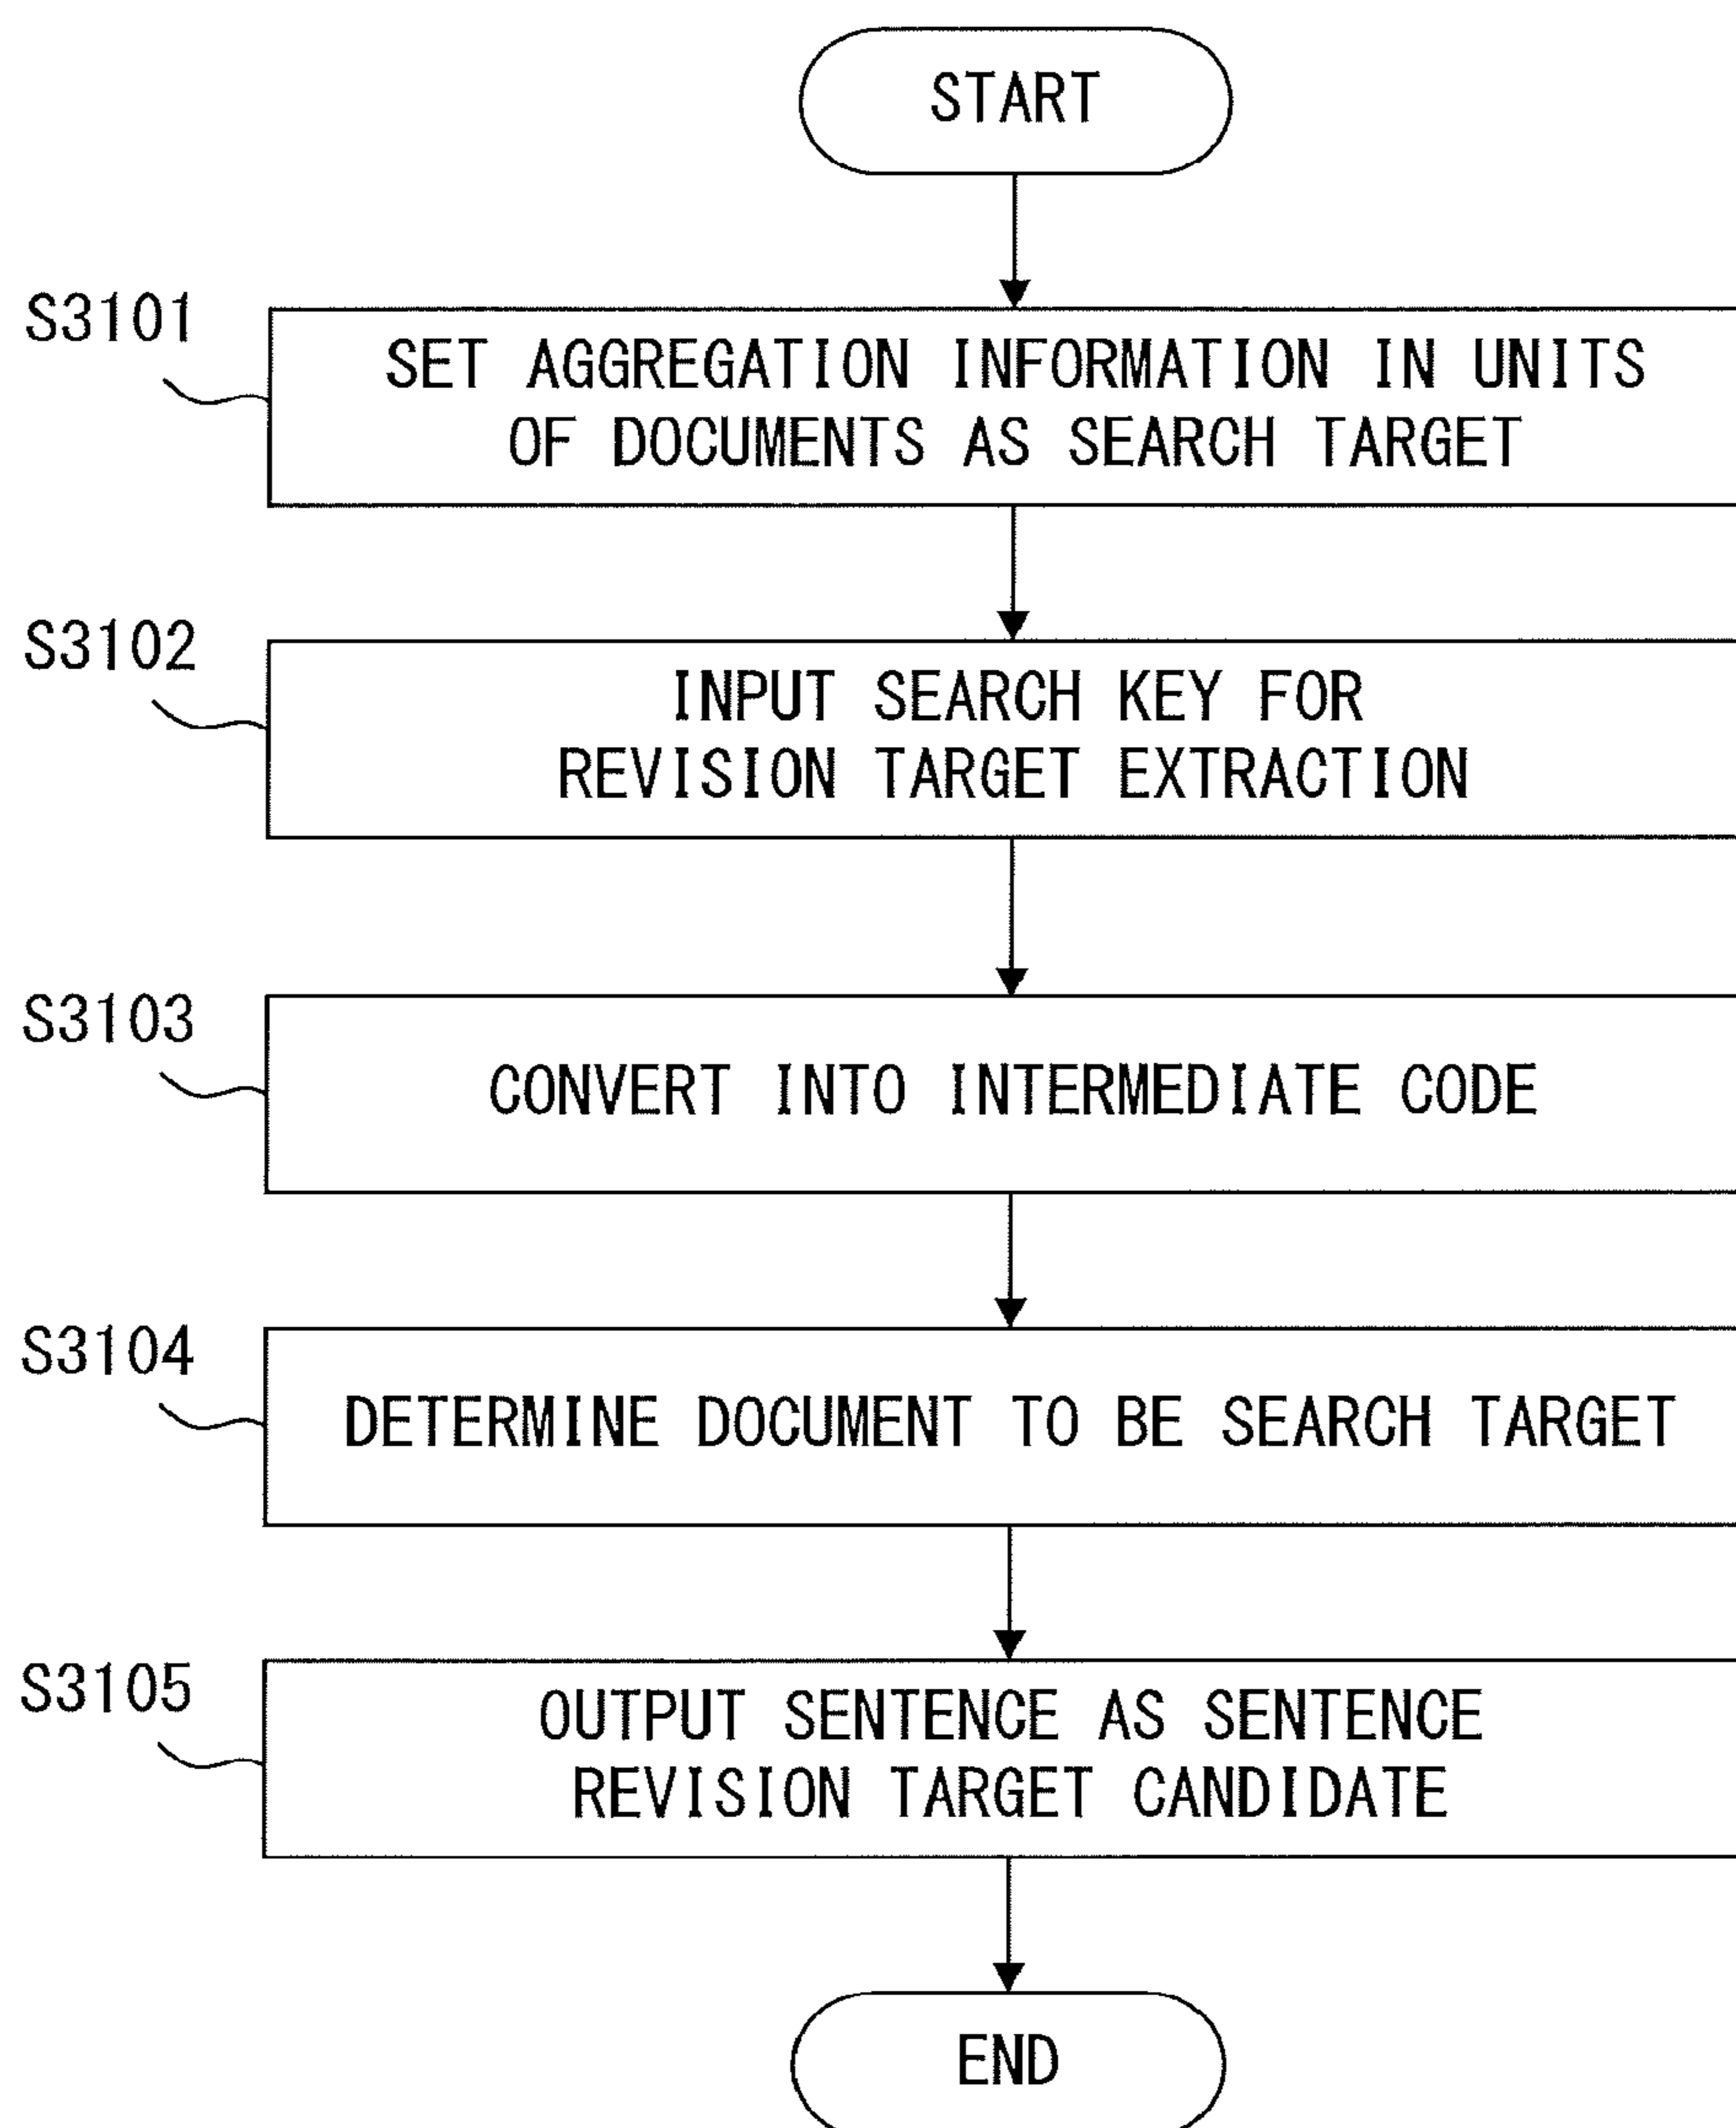 START
S3101
SET AGGREGATION INFORMATION IN UNITS
OF DOCUMENTS AS SEARCH TARGET
S3102
INPUT SEARCH KEY FOR
REVISION TARGET EXTRACTION
S3103
CONVERT INTO INTERMEDIATE CODE
S3104
DETERMINE DOCUMENT TO BE SEARCH TARGET
S3105
OUTPUT SENTENCE AS SENTENCE
REVISION TARGET CANDIDATE
END